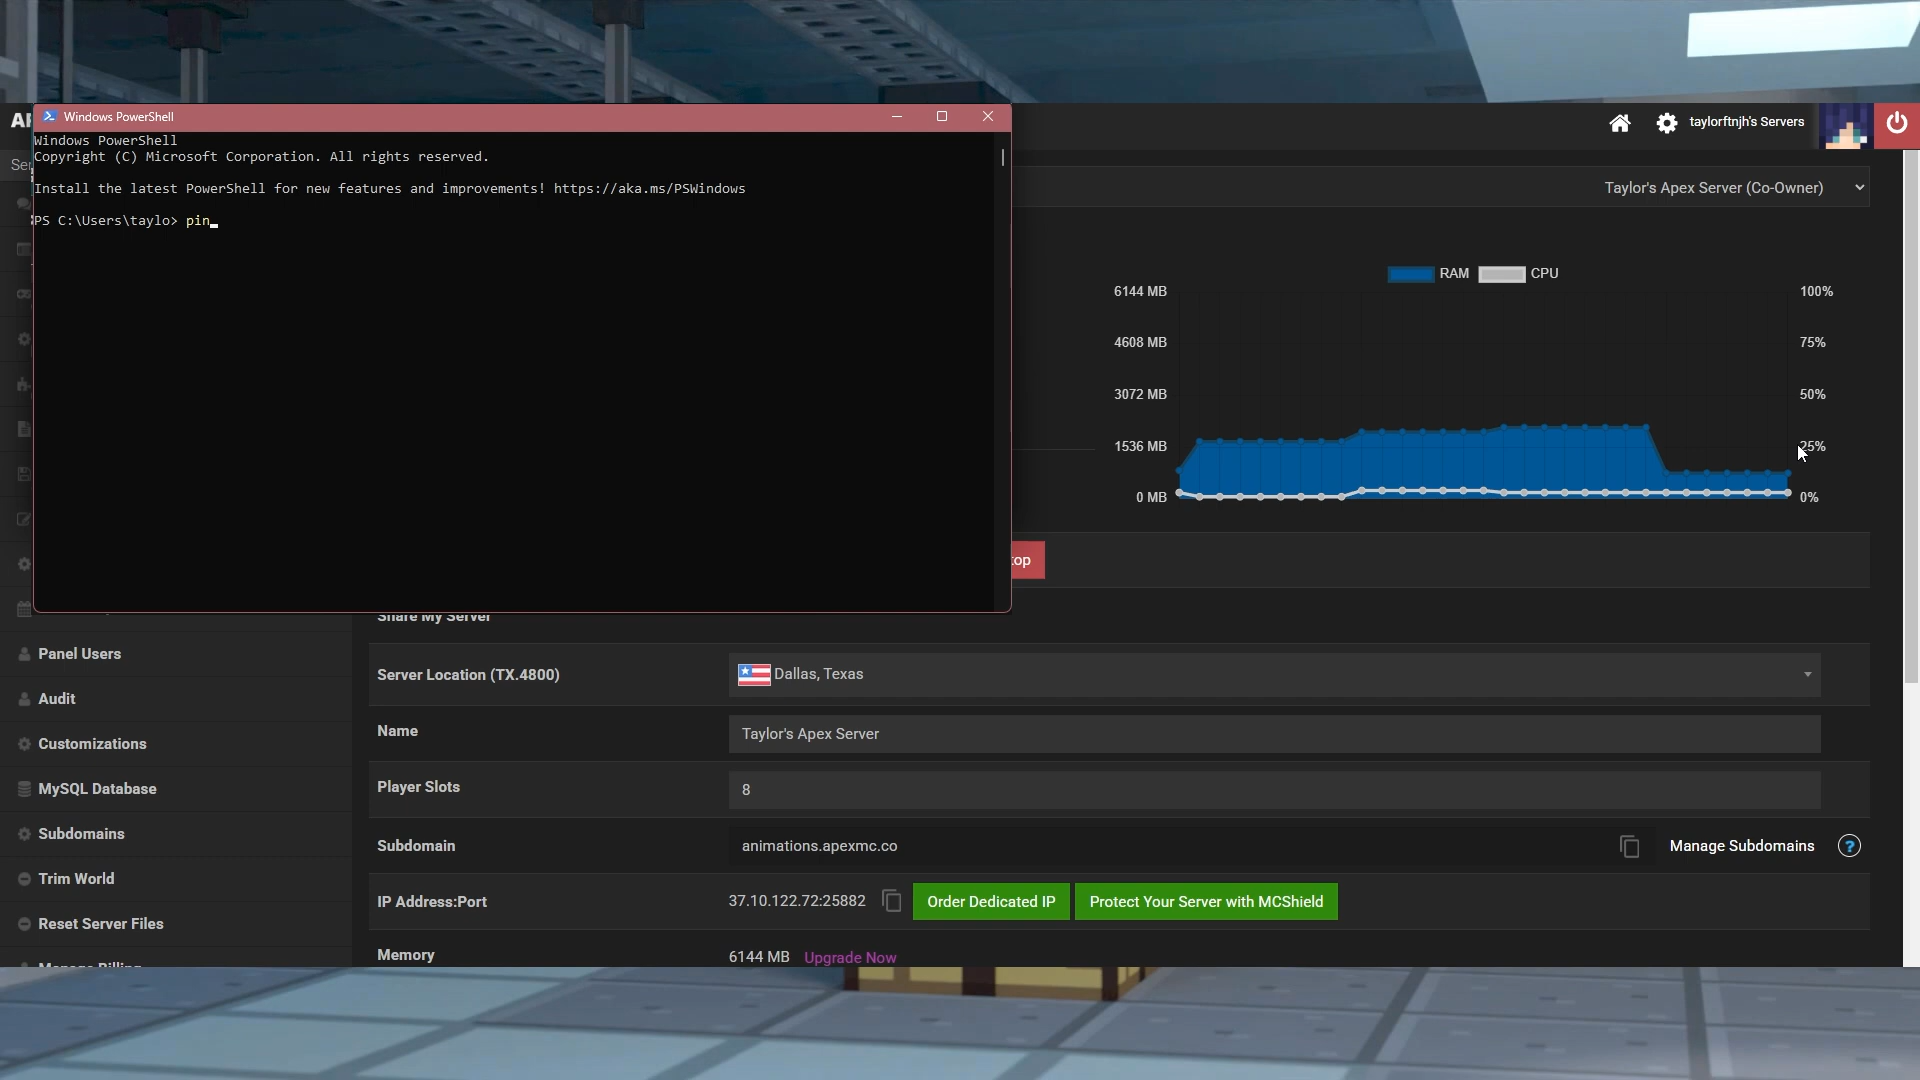 taylorftnjh's Servers
Windows PowerShell
Windows PowerShell
Copyright (C) Microsoft Corporation. All rights reserved.
Install the latest PowerShell for new features and improvements! https://aka.ms/PSWindows
PS C:\Users\taylo> pin
Taylor's Apex Server (Co-Owner)
RAM CPU
6144 MB 100%
4608 MB 75%
3072 MB 50%
1536 MB 25%
0 MB 0%
Share My Server
Panel Users
Audit
Customizations
MySQL Database
Subdomains
Trim World
Reset Server Files
Manage Billing
Server Location (TX.4800) Dallas, Texas
Name Taylor's Apex Server
Player Slots 8
Subdomain animations.apexmc.co Manage Subdomains ?
IP Address:Port 37.10.122.72:25882 Order Dedicated IP Protect Your Server with MCShield
Memory 6144 MB Upgrade Now